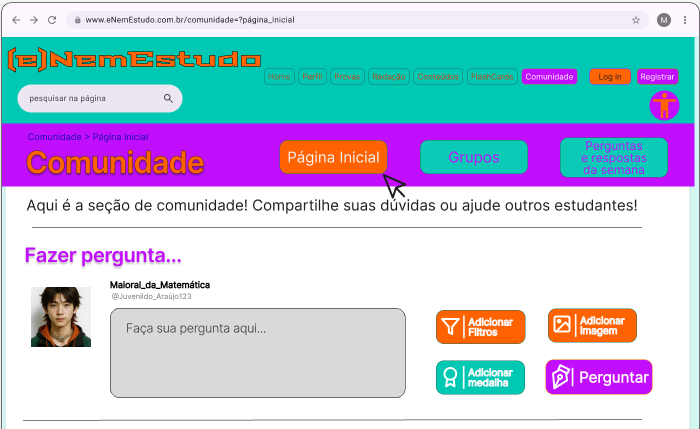 www.eNemEstudo.com.br/comunidade=?página_inicial
M
(e)NemEstudo
Home Perfil Provas Redação Conteúdos FlashCards Comunidade Log in Registrar
pesquisar na página
Comunidade > Página Inicial
Comunidade
Página Inicial
Grupos
Perguntas
e respostas
da semana
Aqui é a seção de comunidade! Compartilhe suas dúvidas ou ajude outros estudantes!
Fazer pergunta...
Maioral_da_Matemática
@Juvenildo_Araújo123
Faça sua pergunta aqui...
Adicionar
Filtros
Adicionar
Imagem
Adicionar
medalha
Perguntar